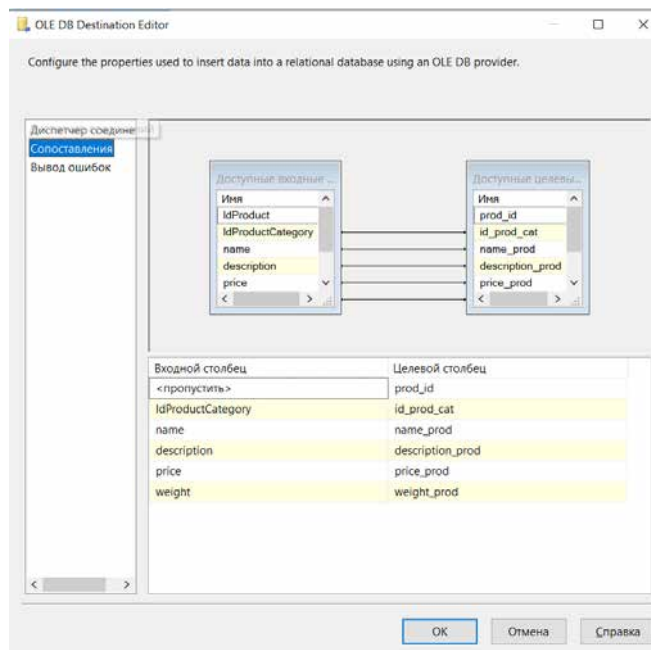 OLE DB Destination Editor
Configure the properties used to insert data into a relational database using an OLE DB provider.
Диспетчер соедине
Сопоставления
Вывод ошибок
Доступные входные ...
Имя
IdProduct
IdProductCategory
name
description
price
Доступные целевы...
Имя
prod_id
id_prod_cat
name_prod
description_prod
price_prod
Входной столбец Целевой столбец
<пропустить> prod_id
IdProductCategory id_prod_cat
name name_prod
description description_prod
price price_prod
weight weight_prod
OK Отмена Справка